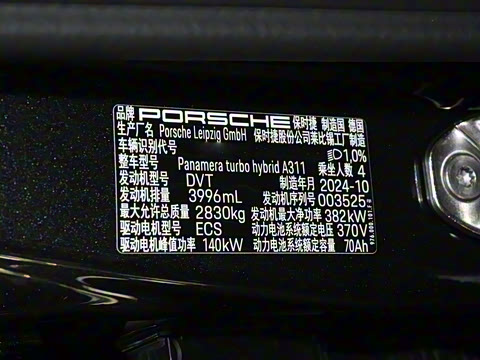 品牌 PORSCHE 保时捷 制造国 德国
生产厂名 Porsche Leipzig GmbH 保时捷股份公司莱比锡工厂制造
车辆识别代号
1,0%
整车型号 Panamera turbo hybrid A311 乘坐人数 4
发动机型号 DVT 制造年月 2024-10
发动机排量 3996mL 发动机序列号 003525
最大允许总质量 2830kg 发动机最大净功率 382kW
驱动电机型号 ECS 动力电池系统额定电压 370V
驱动电机峰值功率 140kW 动力电池系统额定容量 70Ah